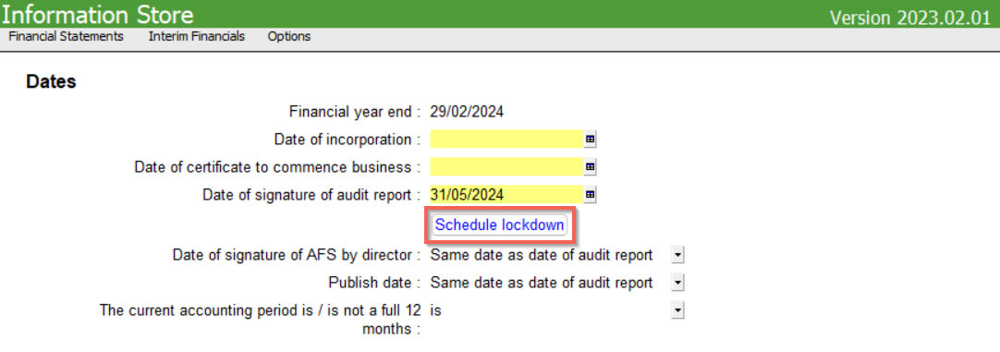 Information Store
Version 2023.02.01
Financial Statements Interim Financials Options
Dates
Financial year end : 29/02/2024
Date of incorporation :
Date of certificate to commence business :
Date of signature of audit report : 31/05/2024
Schedule lockdown
Date of signature of AFS by director : Same date as date of audit report
Publish date : Same date as date of audit report
The current accounting period is / is not a full 12 is
months :